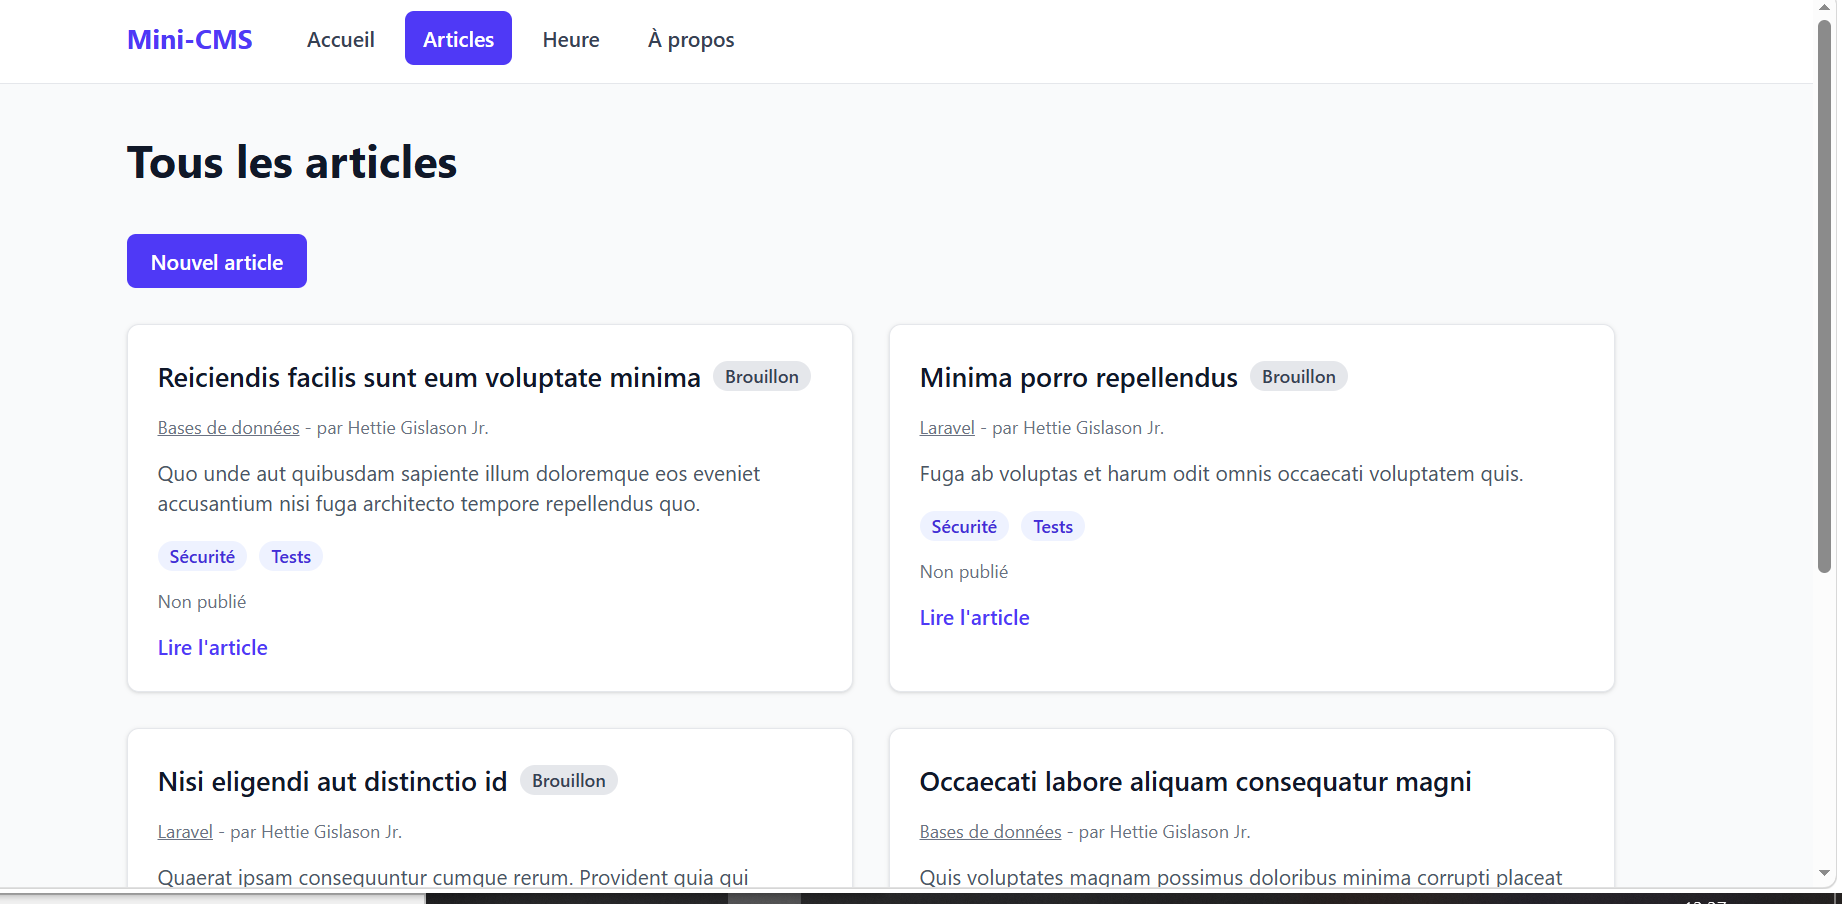 Mini-CMS Accueil Articles Heure À propos
Tous les articles
Nouvel article
Reiciendis facilis sunt eum voluptate minima Brouillon
Bases de données - par Hettie Gislason Jr.
Quo unde aut quibusdam sapiente illum doloremque eos eveniet
accusantium nisi fuga architecto tempore repellendus quo.
Sécurité Tests
Non publié
Lire l'article
Minima porro repellendus Brouillon
Laravel - par Hettie Gislason Jr.
Fuga ab voluptas et harum odit omnis occaecati voluptatem quis.
Sécurité Tests
Non publié
Lire l'article
Nisi eligendi aut distinctio id Brouillon
Laravel - par Hettie Gislason Jr.
Quaerat ipsam consequuntur cumque rerum. Provident quia qui
Occaecati labore aliquam consequatur magni
Bases de données - par Hettie Gislason Jr.
Quis voluptates magnam possimus doloribus minima corrupti placeat